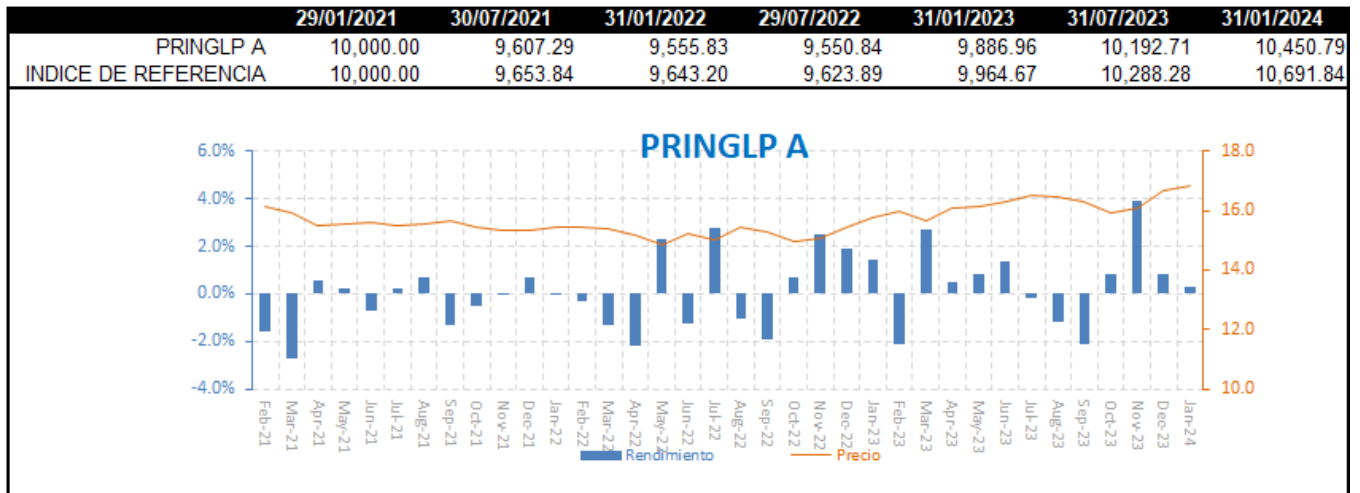 29/01/2021 30/07/2021 31/01/2022 29/07/2022 31/01/2023 31/07/2023 31/01/2024
PRINGLP A 10,000.00 9,607.29 9,555.83 9,550.84 9,886.96 10,192.71 10,450.79
INDICE DE REFERENCIA 10,000.00 9,653.84 9,643.20 9,623.89 9,964.67 10,288.28 10,691.84
PRINGLP A
6.0% 18.0
4.0% 16.0
2.0%
0.0% 14.0
-2.0% 12.0
-4.0% 10.0
Feb-21 Mar-21 Apr-21 May-21 Jun-21 Jul-21 Aug-21 Sep-21 Oct-21 Nov-21 Dec-21 Jan-22 Feb-22 Mar-22 Apr-22 May-22 Jun-22 Jul-22 Aug-22 Sep-22 Oct-22 Nov-22 Dec-22 Jan-23 Feb-23 Mar-23 Apr-23 May-23 Jun-23 Jul-23 Aug-23 Sep-23 Oct-23 Nov-23 Dec-23 Jan-24
Rendimiento Precio